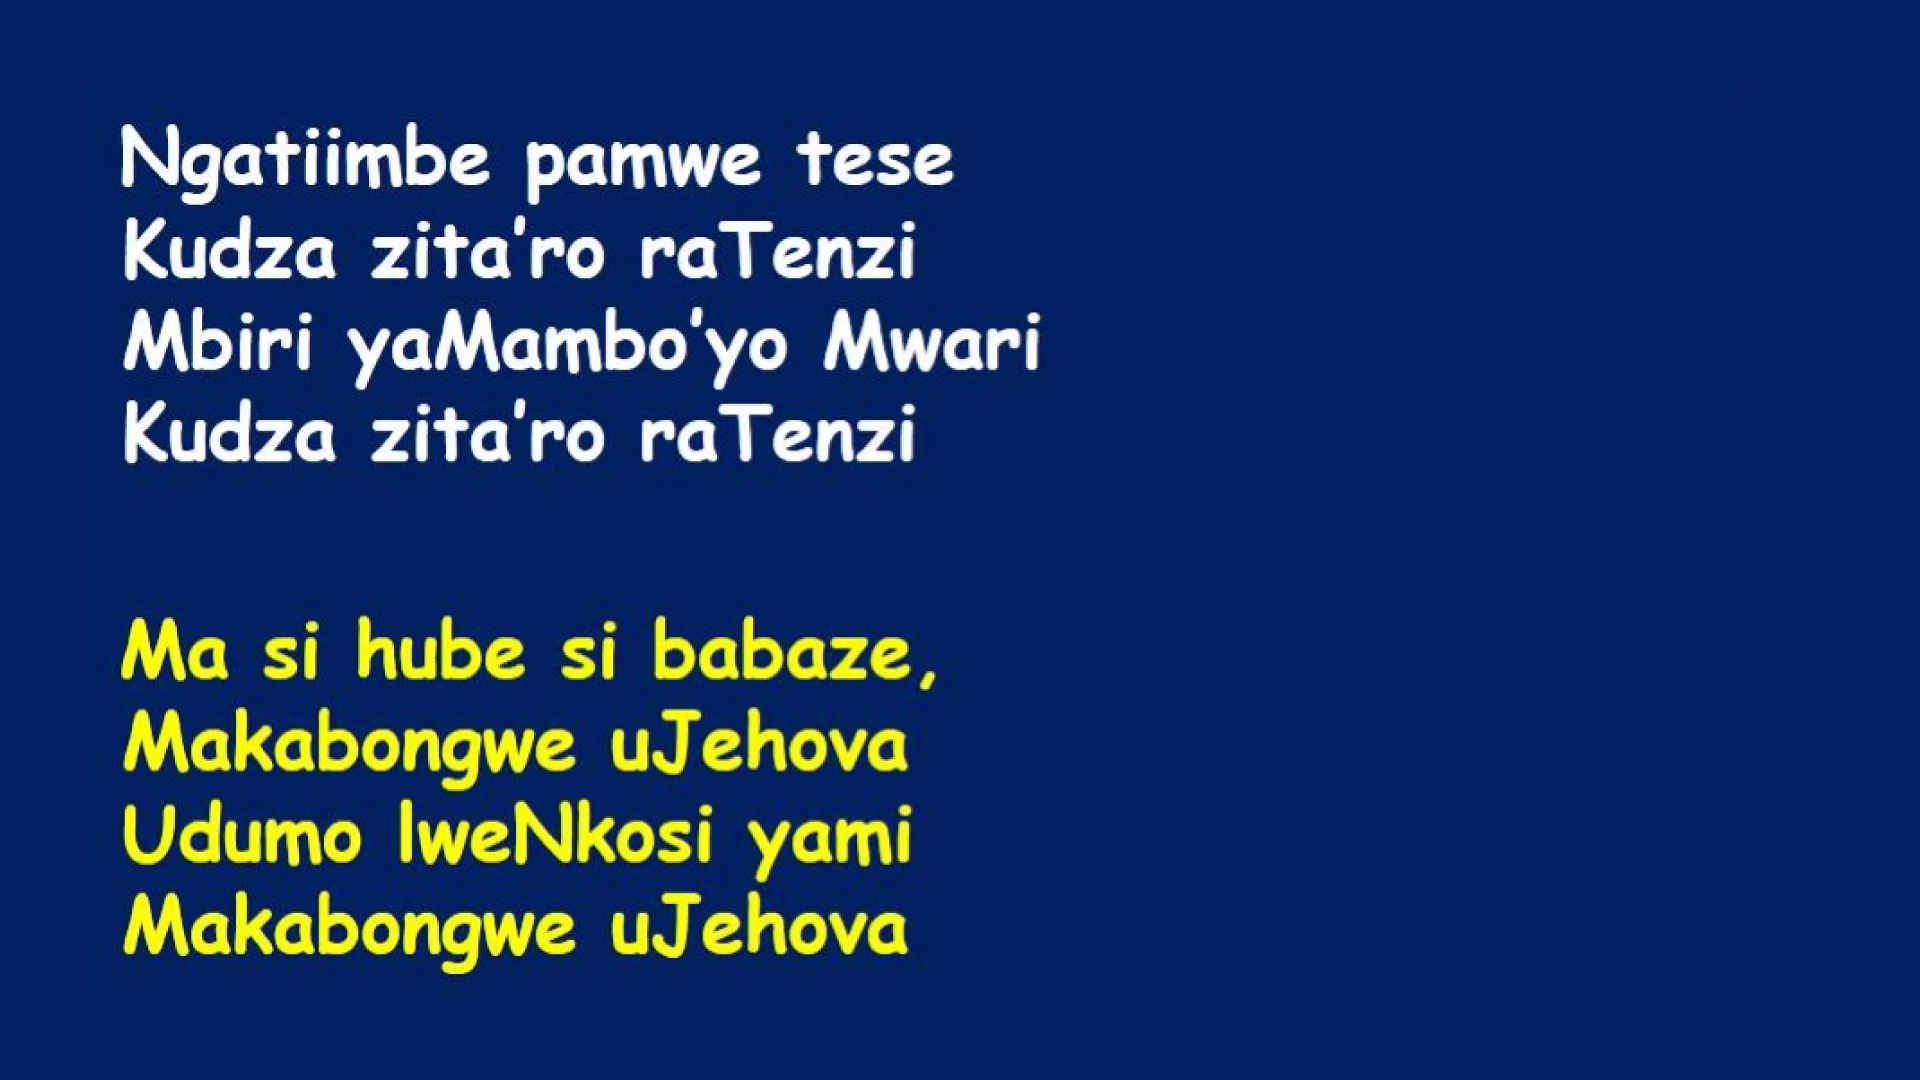 Ngatiimbe pamwe tese
Kudza zita'ro raTenzi
Mbiri yaMambo'yo Mwari
Kudza zita'ro raTenzi
Ma si hube si babaze,
Makabongwe uJehova
Udumo lweNkosi yami
Makabongwe uJehova